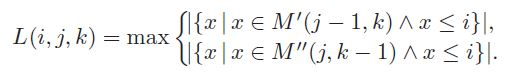 L(i, j, k) = max { |{x | x ∈ M′(j − 1, k) ∧ x ≤ i}|,
|{x | x ∈ M″(j, k − 1) ∧ x ≤ i}|.